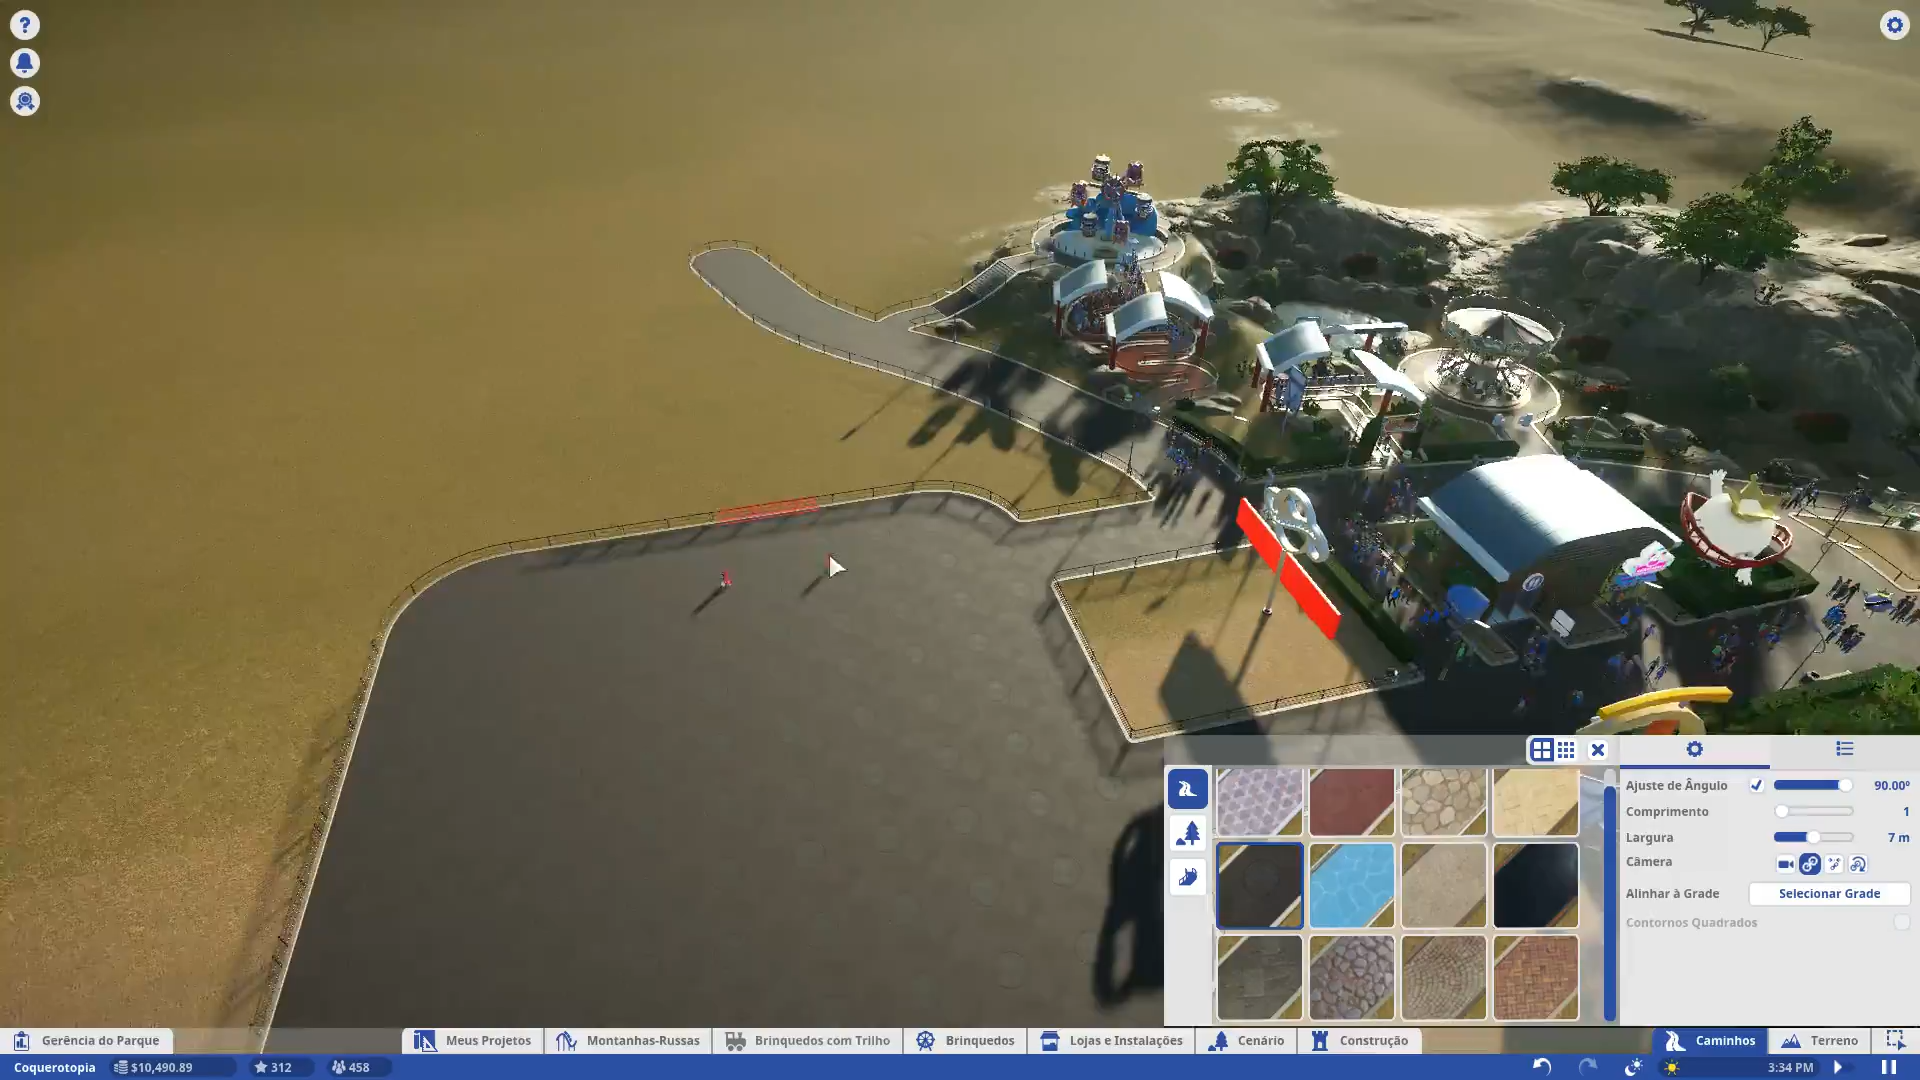 ?
Ajuste de Ângulo 90.00º
Comprimento 1
Largura 7 m
Câmera
Alinhar à Grade Selecionar Grade
Contornos Quadrados
Gerência do Parque
Meus Projetos
Montanhas-Russas
Brinquedos com Trilho
Brinquedos
Lojas e Instalações
Cenário
Construção
Caminhos
Terreno
Coquerotopia $10,490.89 312 458 3:34 PM